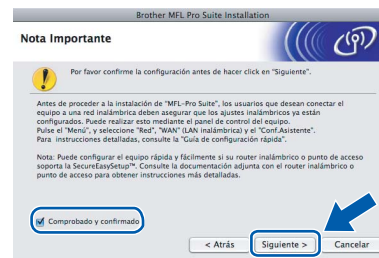 Brother MFL Pro Suite Installation
Nota Importante
Por favor confirme la configuración antes de hacer click en "Siguiente".
Antes de proceder a la instalación de "MFL-Pro Suite", los usuarios que desean conectar el
equipo a una red inalámbrica deben asegurar que los ajustes inalámbricos ya están
configurados. Puede realizar esto mediante el panel de control del equipo.
Pulse el "Menú", y seleccione "Red", "WAN" (LAN inalámbrica) y el "Conf.Asistente".
Para instrucciones detalladas, consulte la "Guía de configuración rápida".
Nota: Puede configurar el equipo rápida y fácilmente si su router inalámbrico o punto de acceso
soporta la SecureEasySetup™. Consulte la documentación adjunta con el router inalámbrico o
punto de acceso para obtener instrucciones más detalladas.
Comprobado y confirmado
< Atrás Siguiente > Cancelar